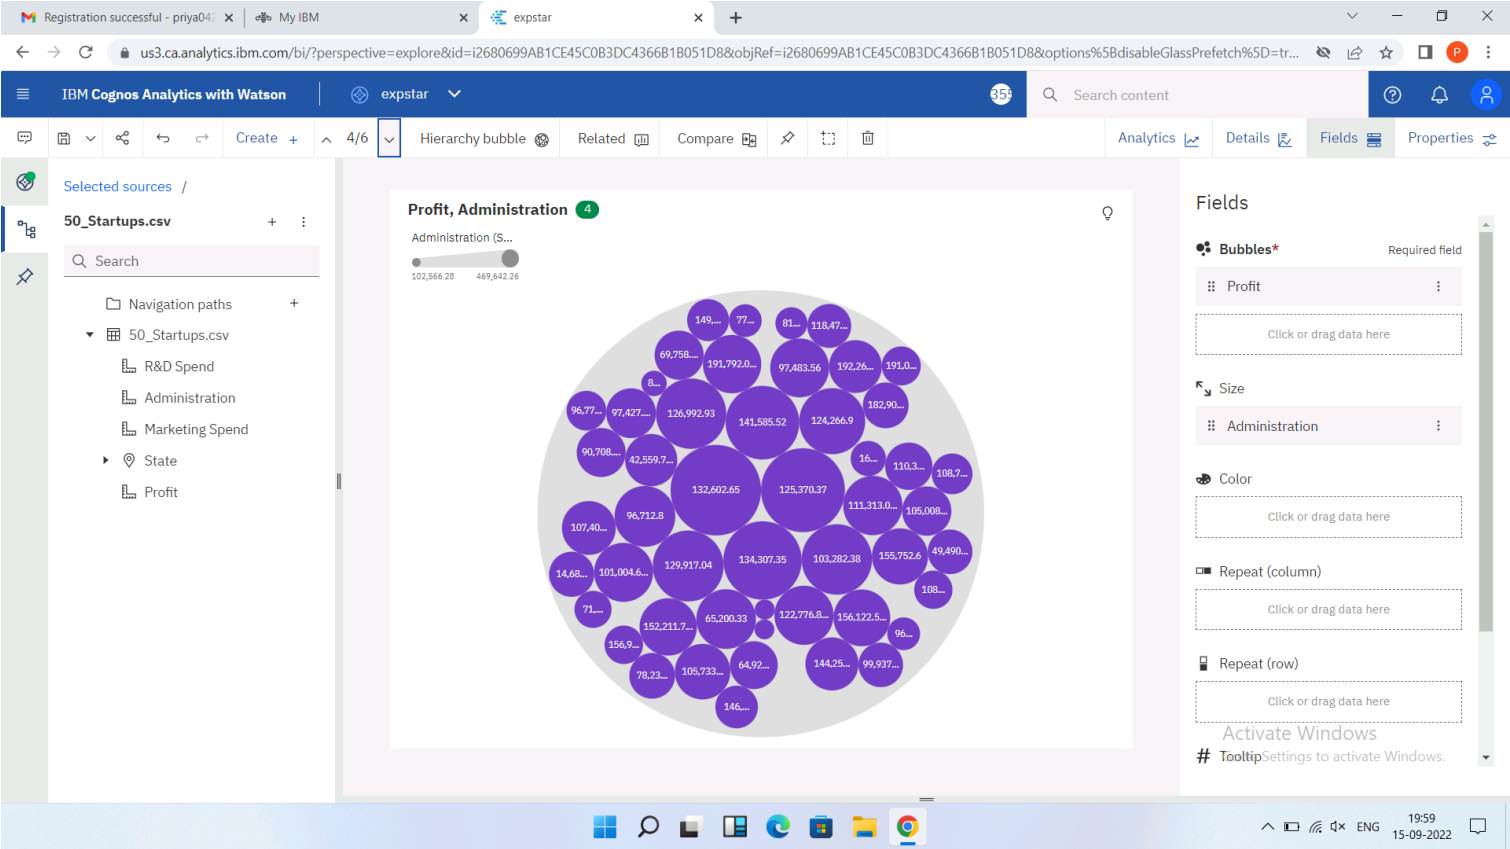 Registration successful - priya042
My IBM
expstar
us3.ca.analytics.ibm.com/bi/?perspective=explore&id=i2680699AB1CE45C0B3DC4366B1B051D8&objRef=i2680699AB1CE45C0B3DC4366B1B051D8&options%5BdisableGlassPrefetch%5D=tr...
P
IBM Cognos Analytics with Watson
expstar
Search content
Create
4/6
Hierarchy bubble
Related
Compare
Analytics
Details
Fields
Properties
Selected sources /
50_Startups.csv
Search
Navigation paths
50_Startups.csv
R&D Spend
Administration
Marketing Spend
State
Profit
Profit, Administration 4
Administration (S...
102,566.28 469,642.26
149,... 77... 81... 118,47...
69,758.... 191,792.0... 97,483.56 192,26... 191,0...
8...
96,77... 97,427.... 126,992.93 141,585.52 124,266.9 182,90...
90,708.... 42,559.7... 16... 110,3... 108,7...
132,602.65 125,370.37
107,40... 96,712.8 111,313.0... 105,008...
14,68... 101,004.6... 129,917.04 134,307.35 103,282.38 155,752.6 49,490...
71,... 108...
152,211.7... 65,200.33 122,776.8... 156,122.5...
156,9... 96...
78,23... 105,733... 64,92... 144,25... 99,937...
146,...
Fields
Bubbles* Required field
Profit
Click or drag data here
Size
Administration
Color
Click or drag data here
Repeat (column)
Click or drag data here
Repeat (row)
Click or drag data here
Activate Windows
Tooltip
Settings to activate Windows.
ENG
19:59
15-09-2022